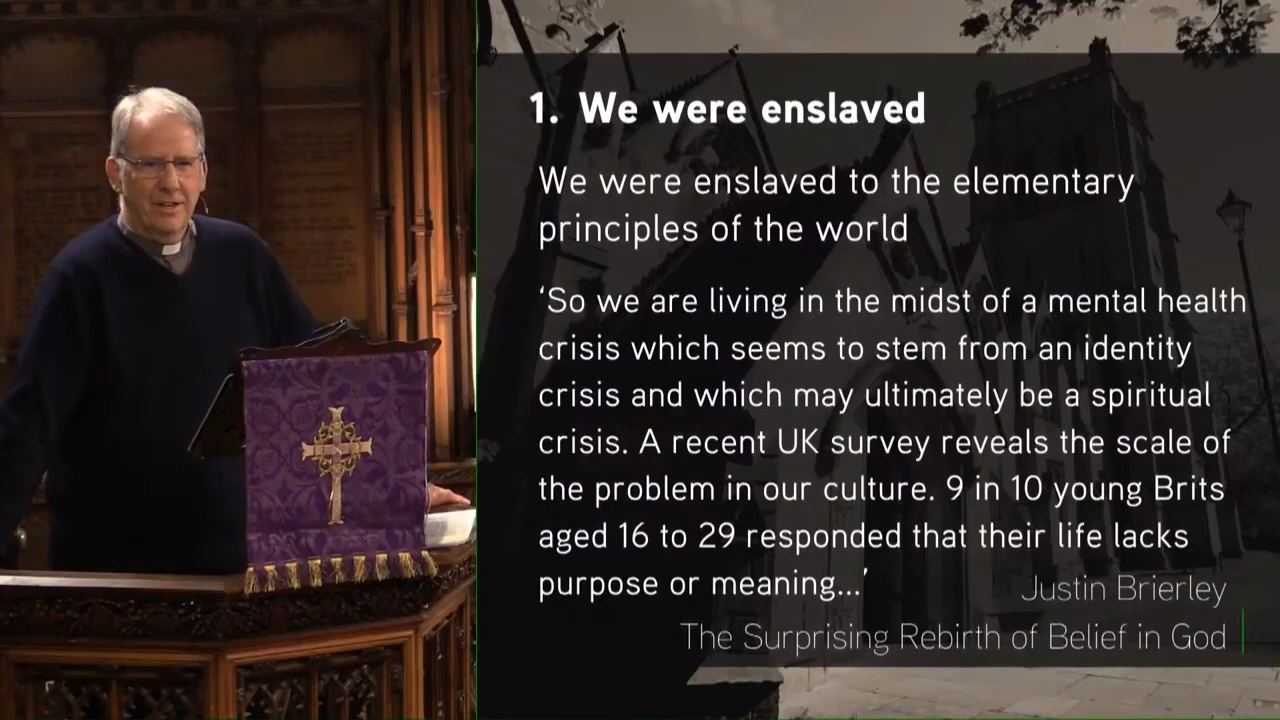 1. We were enslaved
We were enslaved to the elementary
principles of the world
‘So we are living in the midst of a mental health
crisis which seems to stem from an identity
crisis and which may ultimately be a spiritual
crisis. A recent UK survey reveals the scale of
the problem in our culture. 9 in 10 young Brits
aged 16 to 29 responded that their life lacks
purpose or meaning...’
Justin Brierley
The Surprising Rebirth of Belief in God